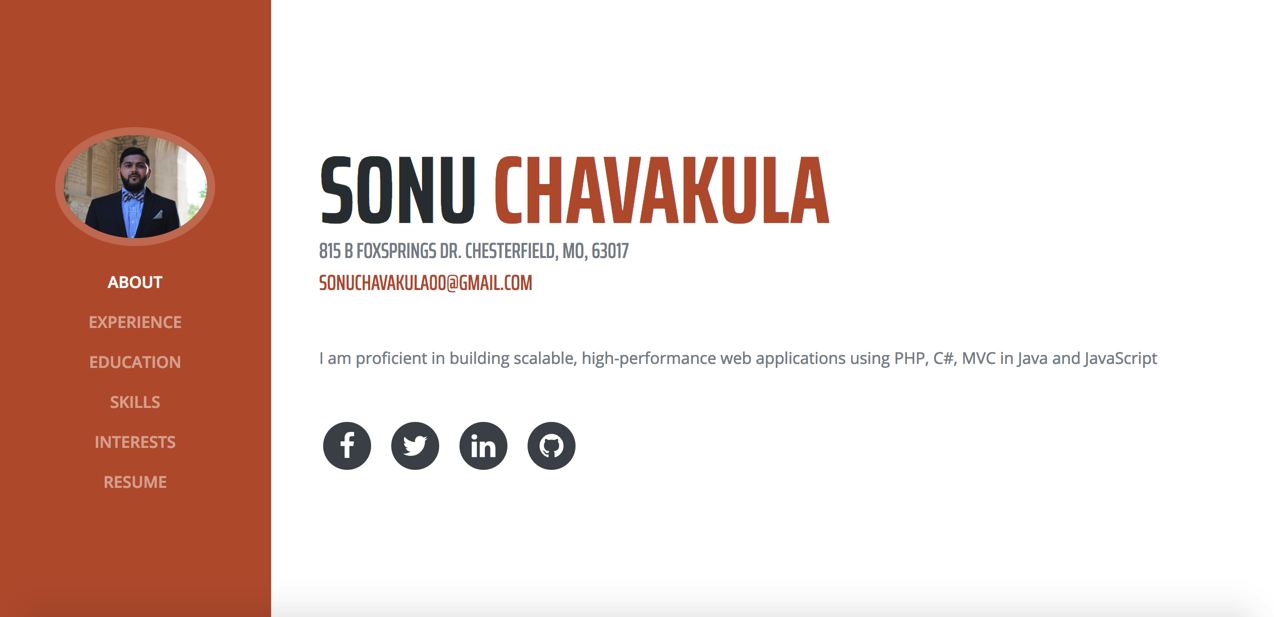 ABOUT
EXPERIENCE
EDUCATION
SKILLS
INTERESTS
RESUME
SONU CHAVAKULA
815 B FOXSPRINGS DR. CHESTERFIELD, MO, 63017
SONUCHAVAKULA00@GMAIL.COM
I am proficient in building scalable, high-performance web applications using PHP, C#, MVC in Java and JavaScript